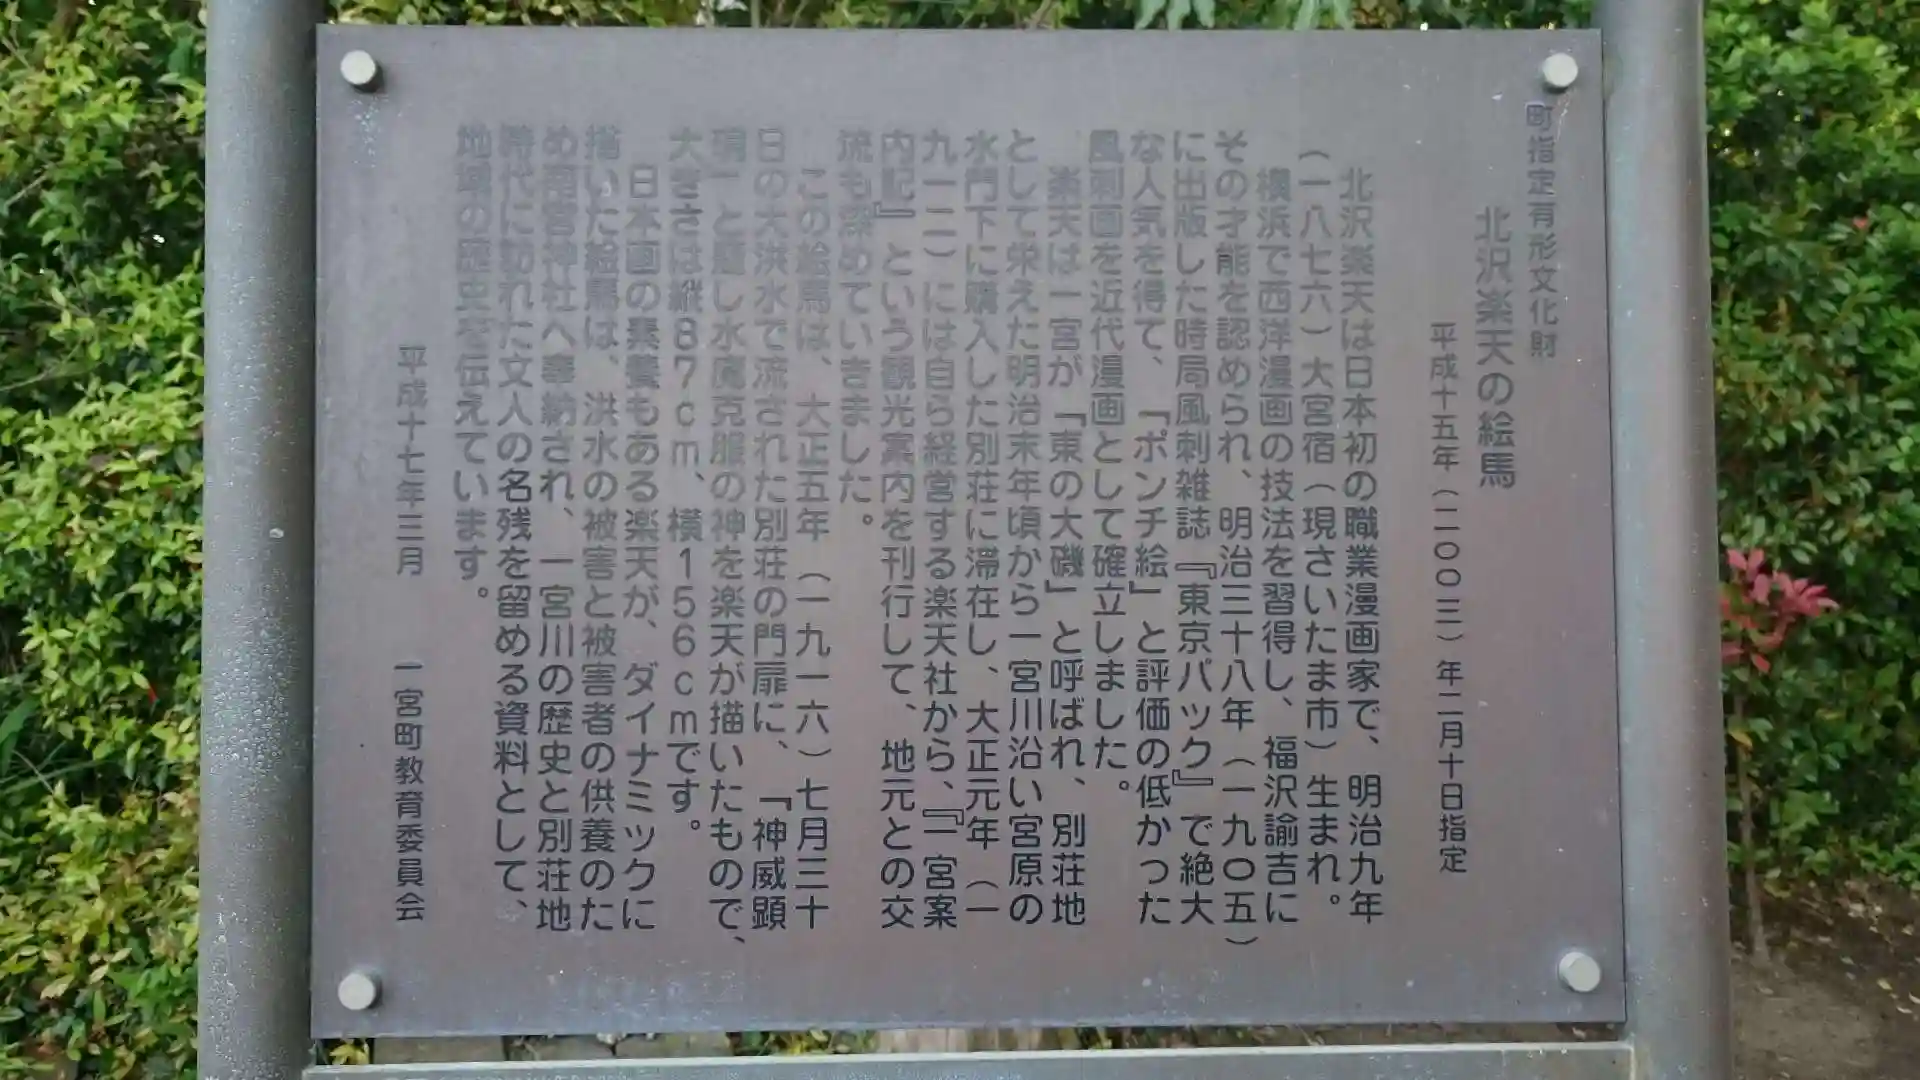 町指定有形文化財
北沢楽天の絵馬
平成十五年（二〇〇三）年二月十日指定
北沢楽天は日本初の職業漫画家で、明治九年
（一八七六）大宮宿（現さいたま市）生まれ。
横浜で西洋漫画の技法を習得し、福沢諭吉に
その才能を認められ、明治三十八年（一九〇五）
に出版した時局風刺雑誌『東京パック』で絶大
な人気を得て、「ポンチ絵」と評価の低かった
風刺画を近代漫画として確立しました。
楽天は一宮が「東の大磯」と呼ばれ、別荘地
として栄えた明治末年頃から一宮川沿い宮原の
水門下に購入した別荘に滞在し、大正元年（一
九一二）には自ら経営する楽天社から、『一宮案
内記』という観光案内を刊行して、地元との交
流も深めていきました。
この絵馬は、大正五年（一九一六）七月三十
日の大洪水で流された別荘の門扉に、「神威顕
現」と題し水魔克服の神を楽天が描いたもので、
大きさは縦８７ｃｍ、横１５６ｃｍです。
日本画の素養もある楽天が、ダイナミックに
描いた絵馬は、洪水の被害と被害者の供養のた
め南宮神社へ奉納され、一宮川の歴史と別荘地
時代に訪れた文人の名残を留める資料として、
地域の歴史を伝えています。
平成十七年三月　一宮町教育委員会